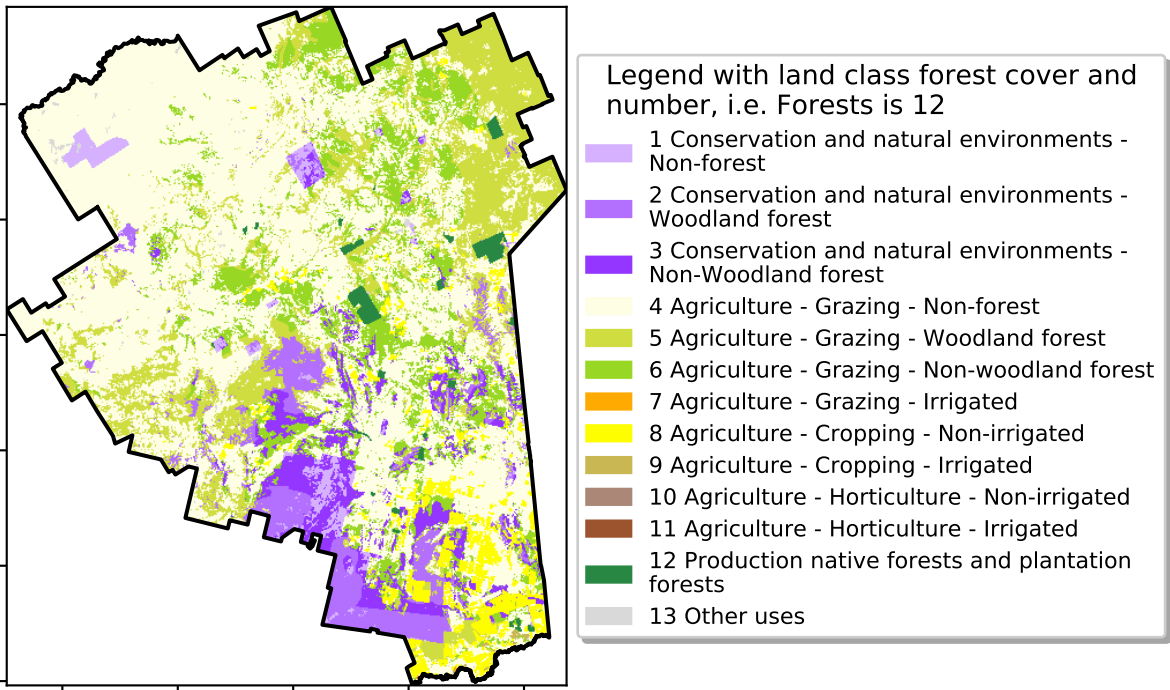 Legend with land class forest cover and
number, i.e. Forests is 12
1 Conservation and natural environments -
Non-forest
2 Conservation and natural environments -
Woodland forest
3 Conservation and natural environments -
Non-Woodland forest
4 Agriculture - Grazing - Non-forest
5 Agriculture - Grazing - Woodland forest
6 Agriculture - Grazing - Non-woodland forest
7 Agriculture - Grazing - Irrigated
8 Agriculture - Cropping - Non-irrigated
9 Agriculture - Cropping - Irrigated
10 Agriculture - Horticulture - Non-irrigated
11 Agriculture - Horticulture - Irrigated
12 Production native forests and plantation
forests
13 Other uses